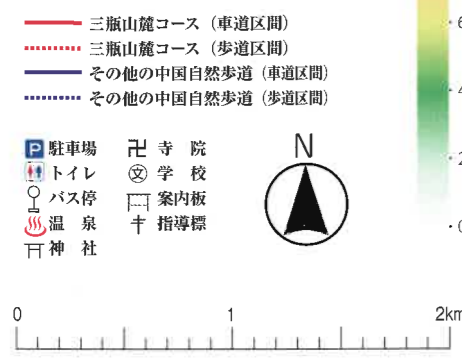 三瓶山麓コース（車道区間）
三瓶山麓コース（歩道区間）
その他の中国自然歩道（車道区間）
その他の中国自然歩道（歩道区間）
P 駐車場 卍 寺 院
トイレ 文 学 校
バス停 案内板
温 泉 指導標
神 社
N
0 1 2km